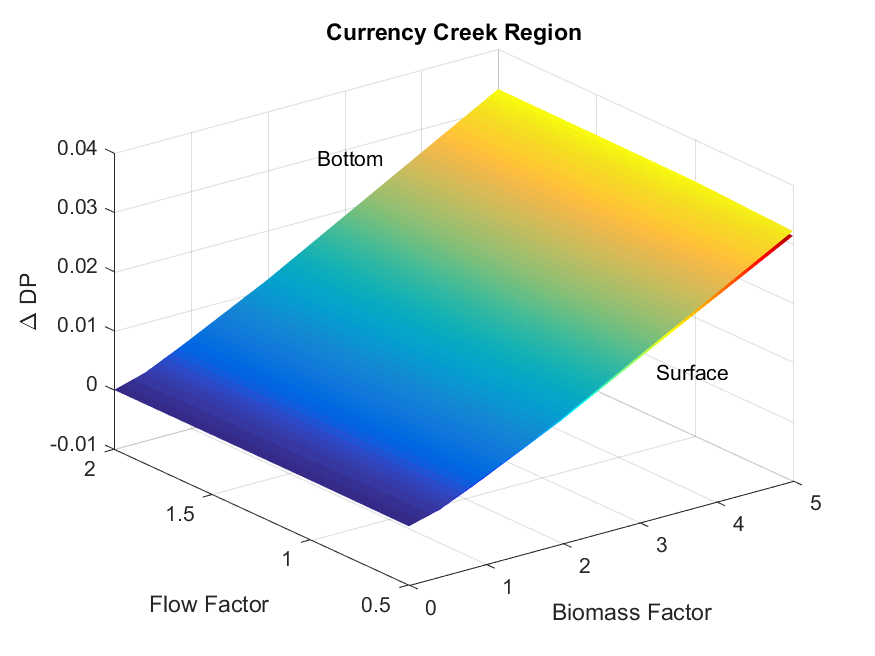 Currency Creek Region
Bottom
Surface
Δ DP
0.04
0.03
0.02
0.01
0
-0.01
2
1.5
1
0.5
Flow Factor
0
1
2
3
4
5
Biomass Factor